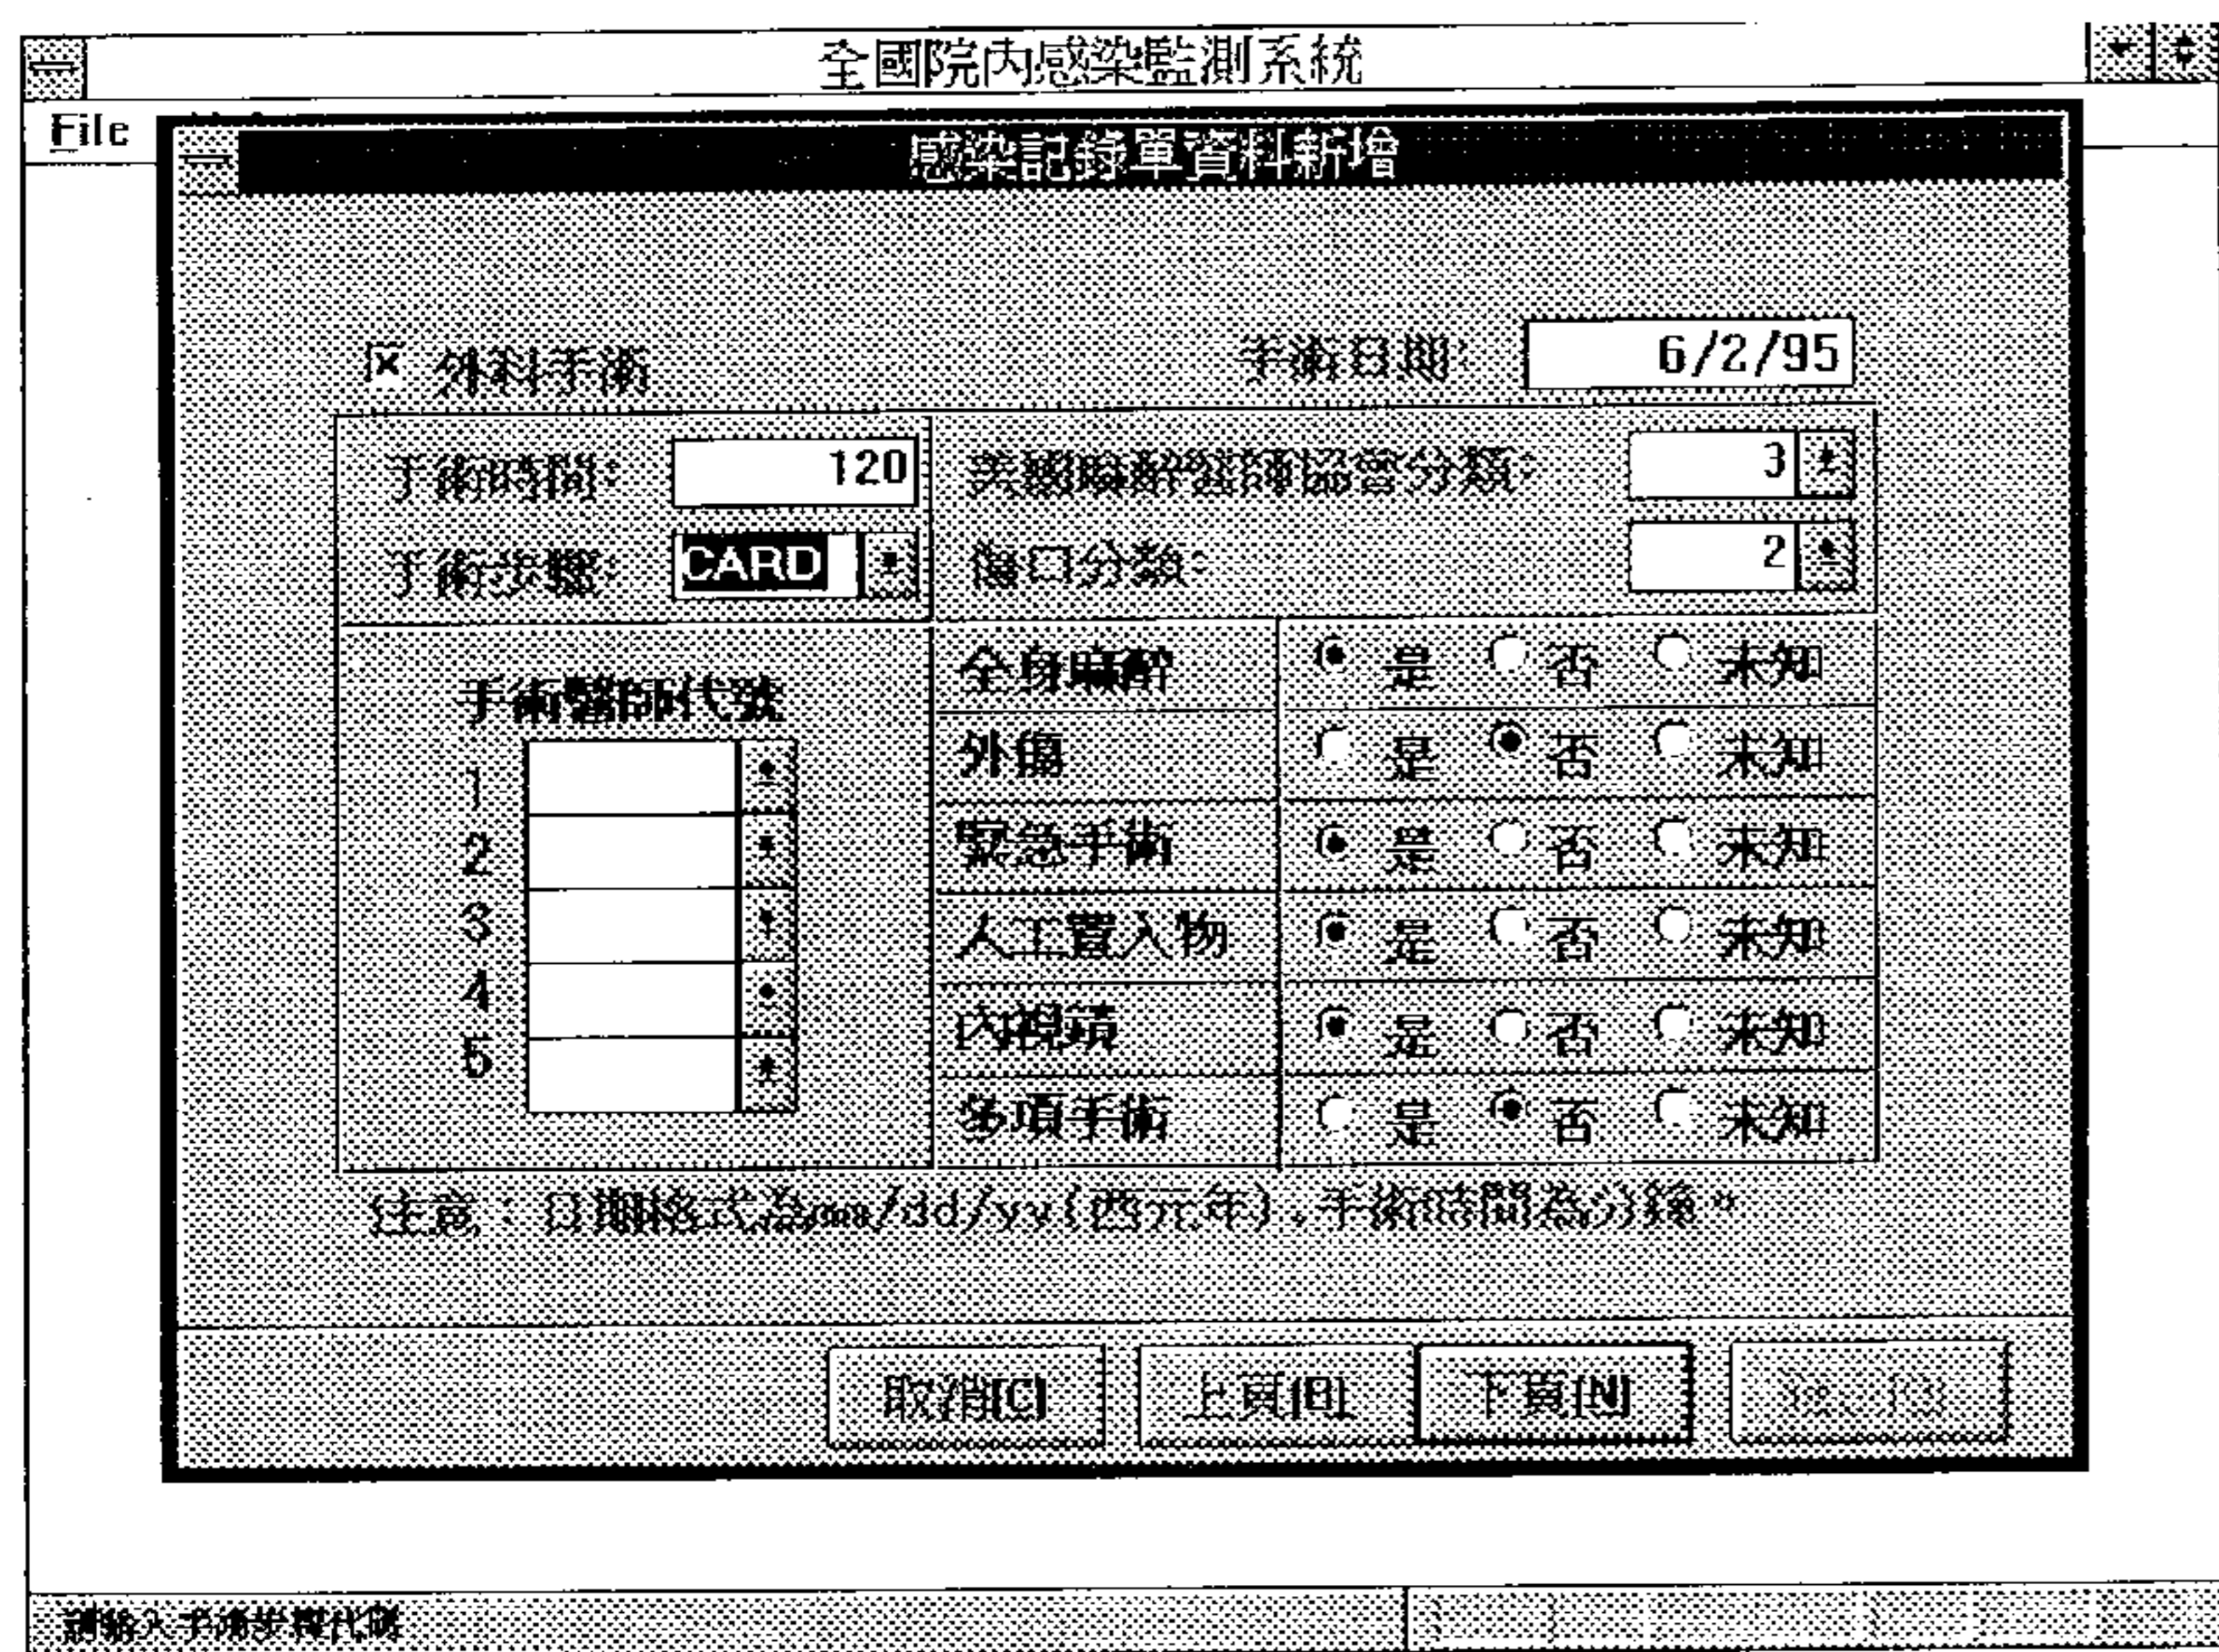 全國院內感染監測系統
File
感染記錄單資料新增
外科手術 手術日期: 6/2/95
手術時間: 120 美國麻醉醫師協會分類: 3
手術步驟: CARD 傷口分類: 2
手術醫師代號
1
2
3
4
5
全身麻醉 是 否 未知
外傷 是 否 未知
緊急手術 是 否 未知
人工置入物 是 否 未知
內視鏡 是 否 未知
多項手術 是 否 未知
注意：日期格式為mm/dd/yy(西元年),手術時間為分鐘。
取消[C] 上頁[B] 下頁[N]
請輸入手術步驟代碼